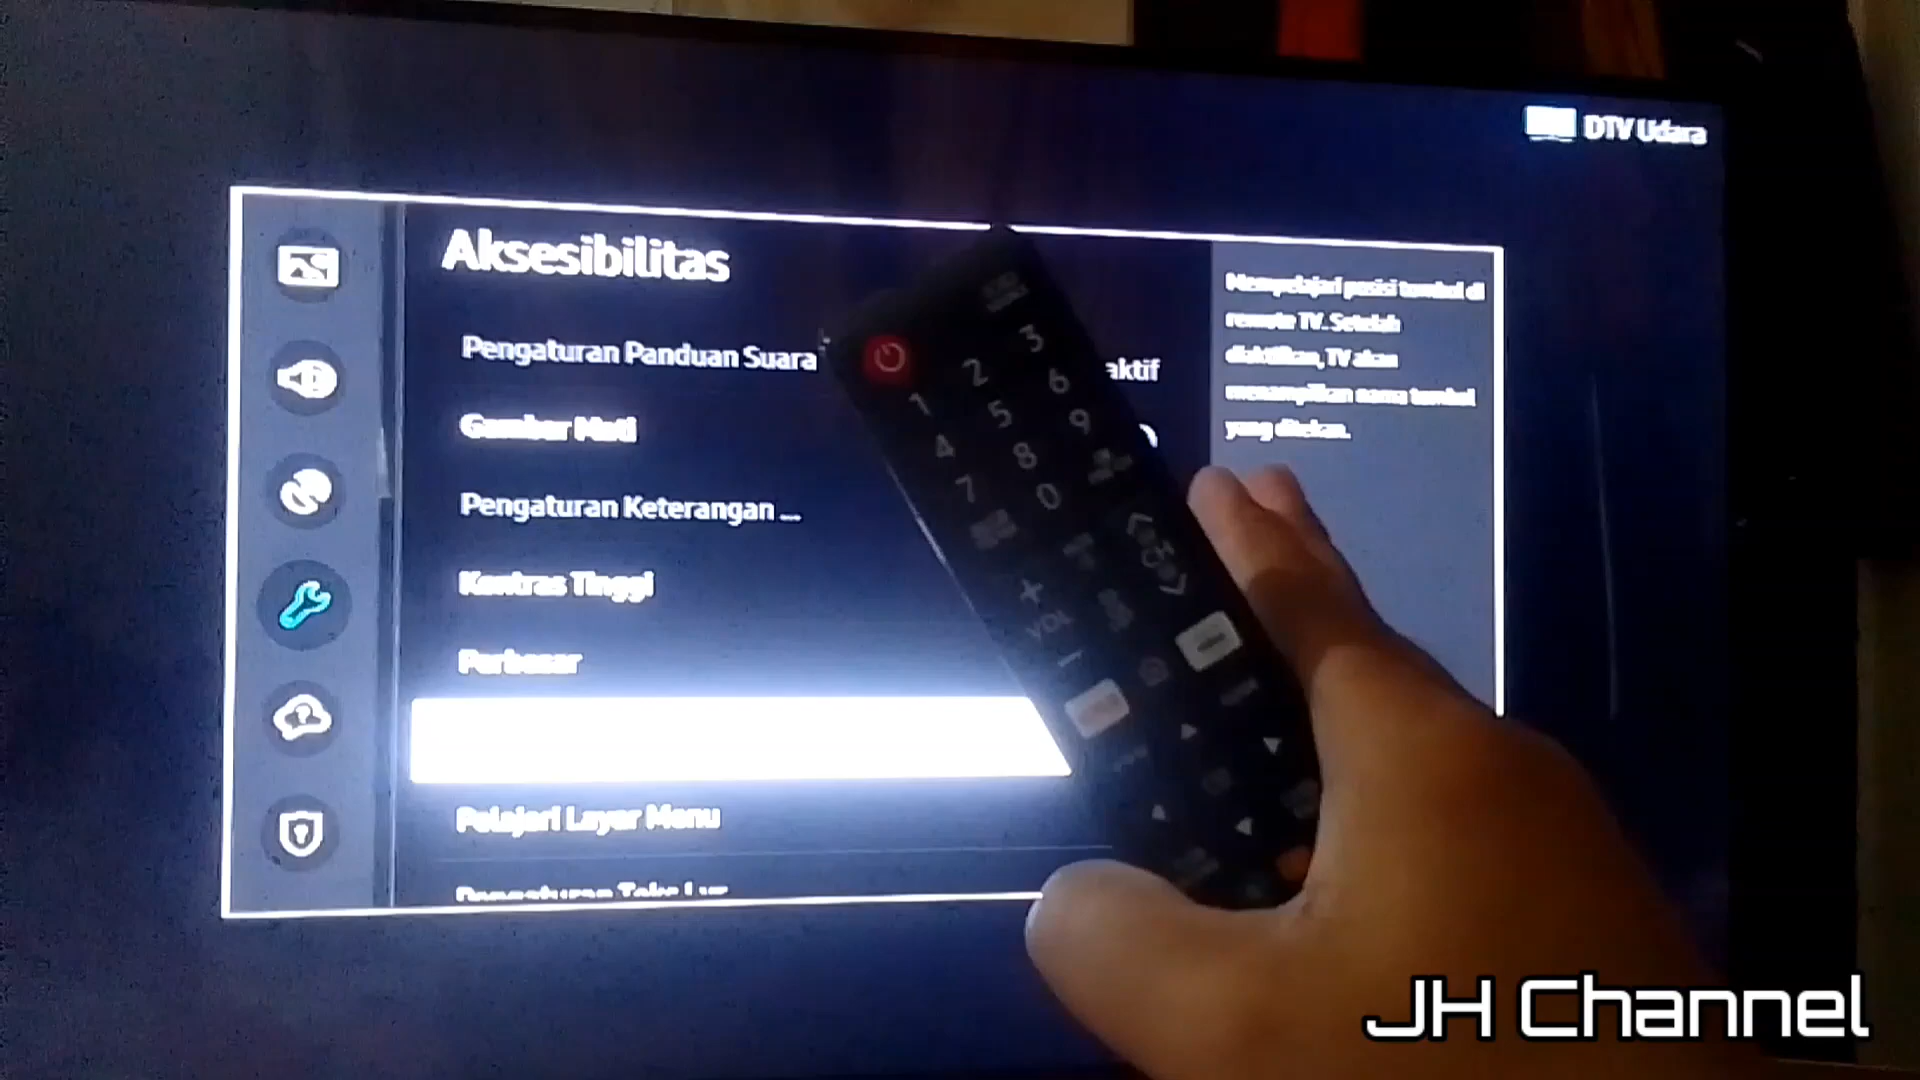 DTV Udara
Aksesibilitas
Pengaturan Panduan Suara
aktif
Gambar Mati
Pengaturan Keterangan ...
Kontras Tinggi
Perbesar
Pelajari Layar Menu
Mempelajari posisi tombol di
remote TV. Setelah
diaktifkan, TV akan
menampilkan nama tombol
yang ditekan.
1 2 3
4 5 6
7 8 9
0
+
VOL
-
CH
JH Channel